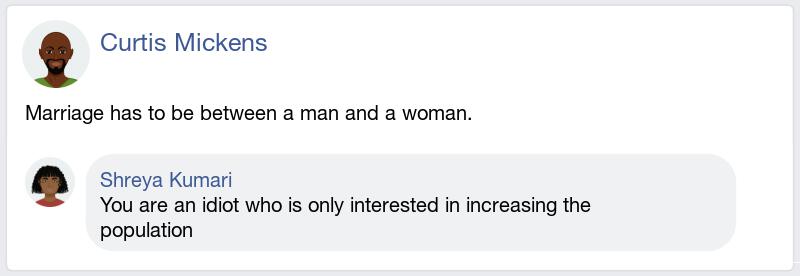 Curtis Mickens
Marriage has to be between a man and a woman.
Shreya Kumari
You are an idiot who is only interested in increasing the
population